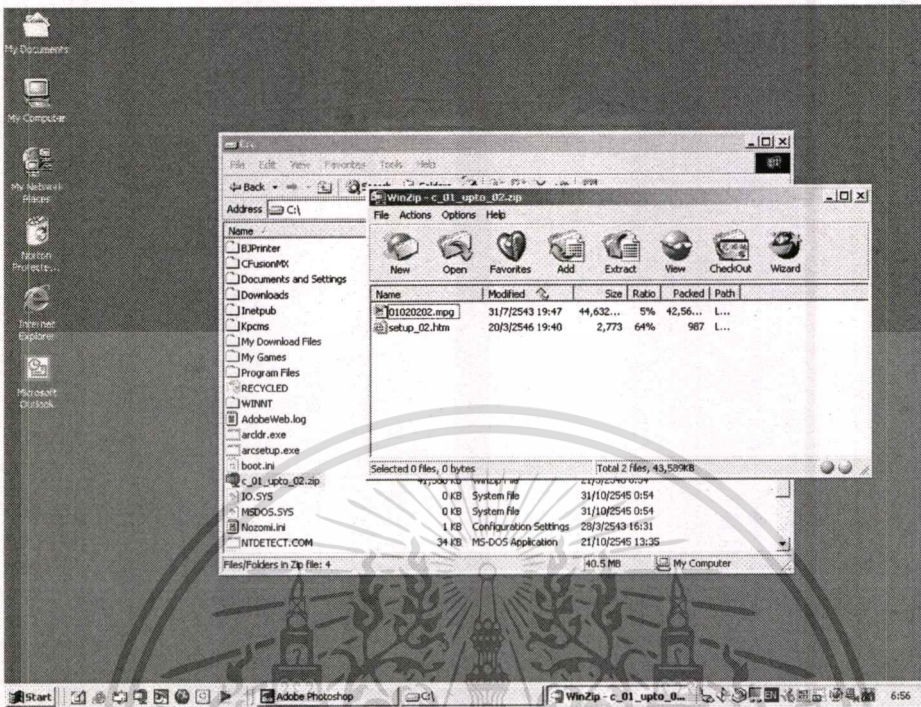 My Documents
My Computer
My Network Places
Norton Protecte...
Internet Explorer
Microsoft Outlook
File Edit View Favorites Tools Help
Back
Address C:\
Name
BJPrinter
CFusionMX
Documents and Settings
Downloads
Inetpub
Kpcms
My Download Files
My Games
Program Files
RECYCLED
WINNT
AdobeWeb.log
arcldr.exe
arcsetup.exe
boot.ini
c_01_upto_02.zip
IO.SYS 0 KB System file 31/10/2545 0:54
MSDOS.SYS 0 KB System file 31/10/2545 0:54
Nozomi.ini 1 KB Configuration Settings 28/3/2543 16:31
NTDETECT.COM 34 KB MS-DOS Application 21/10/2545 13:35
Files/Folders in Zip file: 4 40.5 MB My Computer
WinZip - c_01_upto_02.zip
File Actions Options Help
New Open Favorites Add Extract View CheckOut Wizard
Name Modified Size Ratio Packed Path
01020202.mpg 31/7/2543 19:47 44,632... 5% 42,56... L...
setup_02.htm 20/3/2546 19:40 2,773 64% 987 L...
Selected 0 files, 0 bytes Total 2 files, 43,589KB
Start Adobe Photoshop C:\ WinZip - c_01_upto_0... EN 6:56